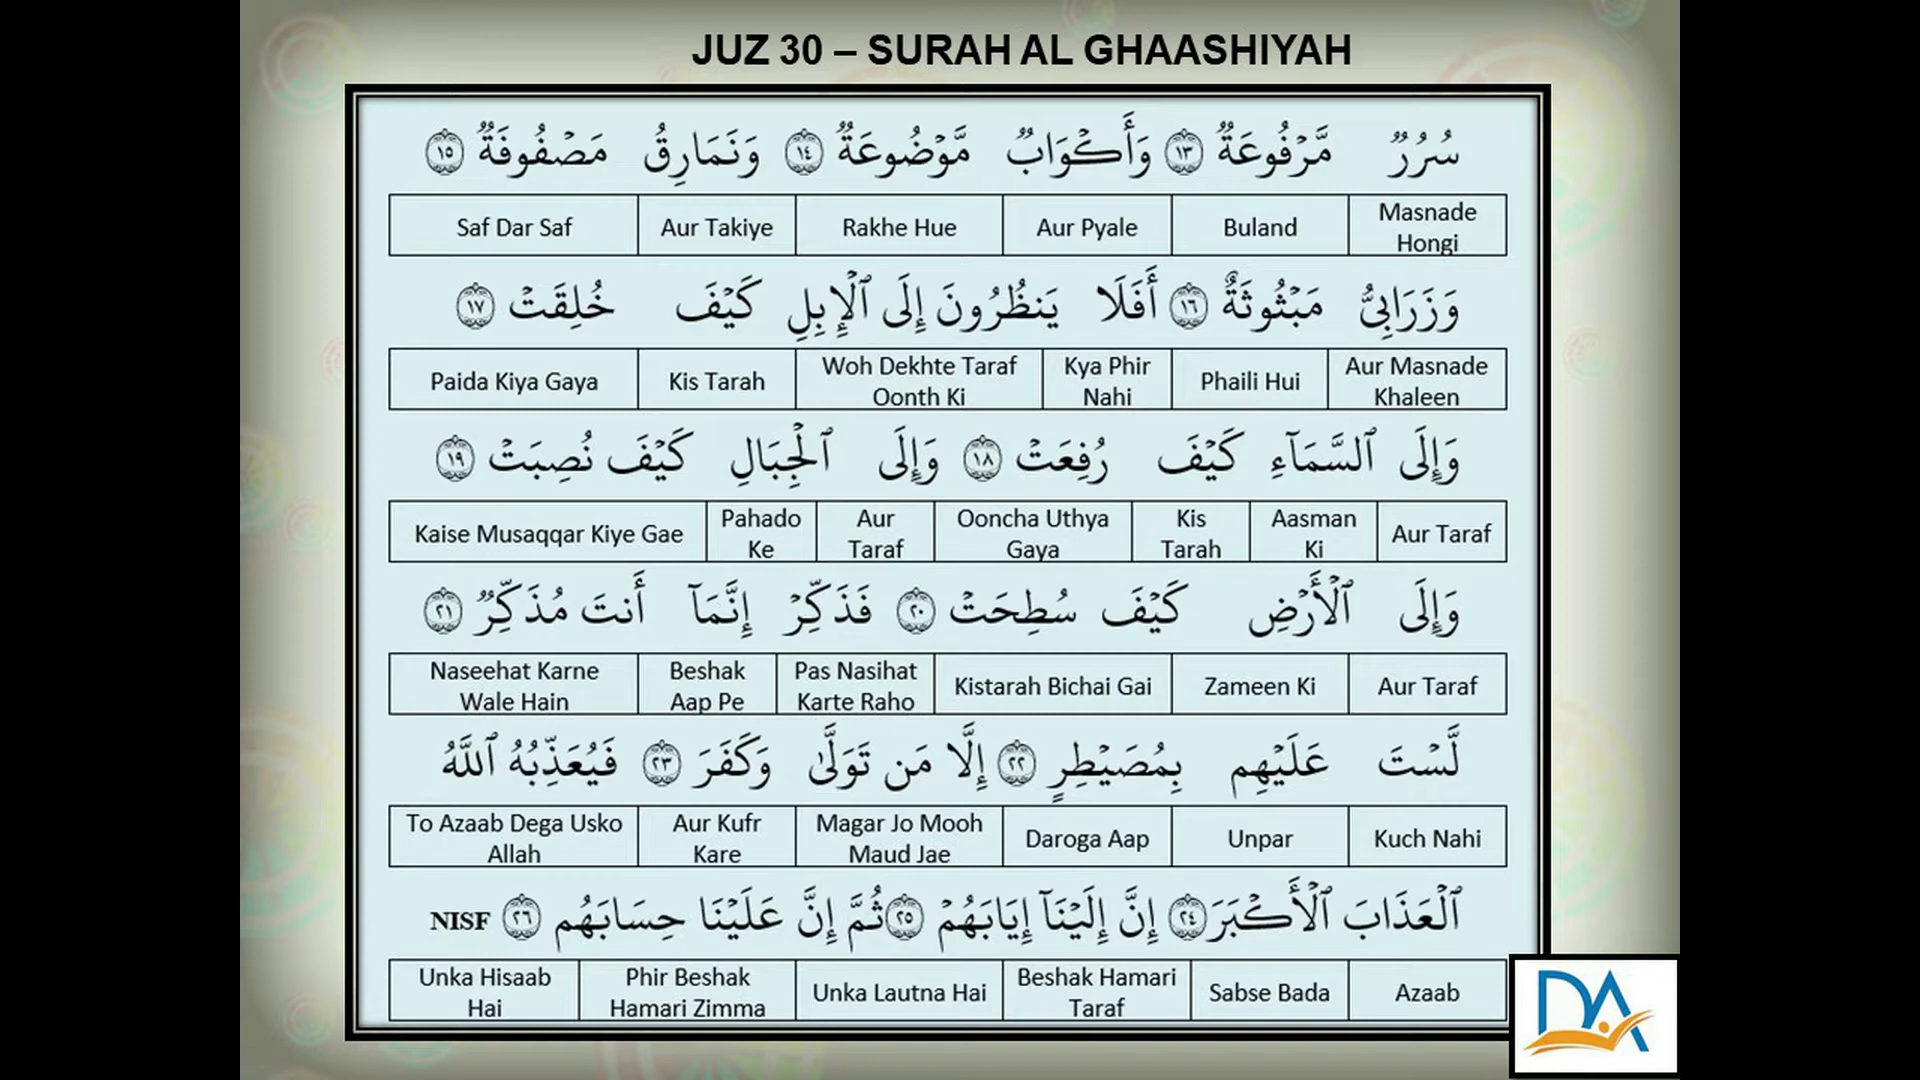 JUZ 30 – SURAH AL GHAASHIYAH
سُرُرٌ مَّرْفُوعَةٌ ١٣ وَأَكْوَابٌ مَّوْضُوعَةٌ ١٤ وَنَمَارِقُ مَصْفُوفَةٌ ١٥
Saf Dar Saf Aur Takiye Rakhe Hue Aur Pyale Buland Masnade Hongi
وَزَرَابِىُّ مَبْثُوثَةٌ ١٦ أَفَلَا يَنظُرُونَ إِلَى ٱلْإِبِلِ كَيْفَ خُلِقَتْ ١٧
Paida Kiya Gaya Kis Tarah Woh Dekhte Taraf Oonth Ki Kya Phir Nahi Phaili Hui Aur Masnade Khaleen
وَإِلَى ٱلسَّمَآءِ كَيْفَ رُفِعَتْ ١٨ وَإِلَى ٱلْجِبَالِ كَيْفَ نُصِبَتْ ١٩
Kaise Musaqqar Kiye Gae Pahado Ke Aur Taraf Ooncha Uthya Gaya Kis Tarah Aasman Ki Aur Taraf
وَإِلَى ٱلْأَرْضِ كَيْفَ سُطِحَتْ ٢٠ فَذَكِّرْ إِنَّمَآ أَنتَ مُذَكِّرٌ ٢١
Naseehat Karne Wale Hain Beshak Aap Pe Pas Nasihat Karte Raho Kistarah Bichai Gai Zameen Ki Aur Taraf
لَّسْتَ عَلَيْهِم بِمُصَيْطِرٍ ٢٢ إِلَّا مَن تَوَلَّىٰ وَكَفَرَ ٢٣ فَيُعَذِّبُهُ ٱللَّهُ
To Azaab Dega Usko Allah Aur Kufr Kare Magar Jo Mooh Maud Jae Daroga Aap Unpar Kuch Nahi
ٱلْعَذَابَ ٱلْأَكْبَرَ ٢٤ إِنَّ إِلَيْنَآ إِيَابَهُمْ ٢٥ ثُمَّ إِنَّ عَلَيْنَا حِسَابَهُم ٢٦ NISF
Unka Hisaab Hai Phir Beshak Hamari Zimma Unka Lautna Hai Beshak Hamari Taraf Sabse Bada Azaab
DA